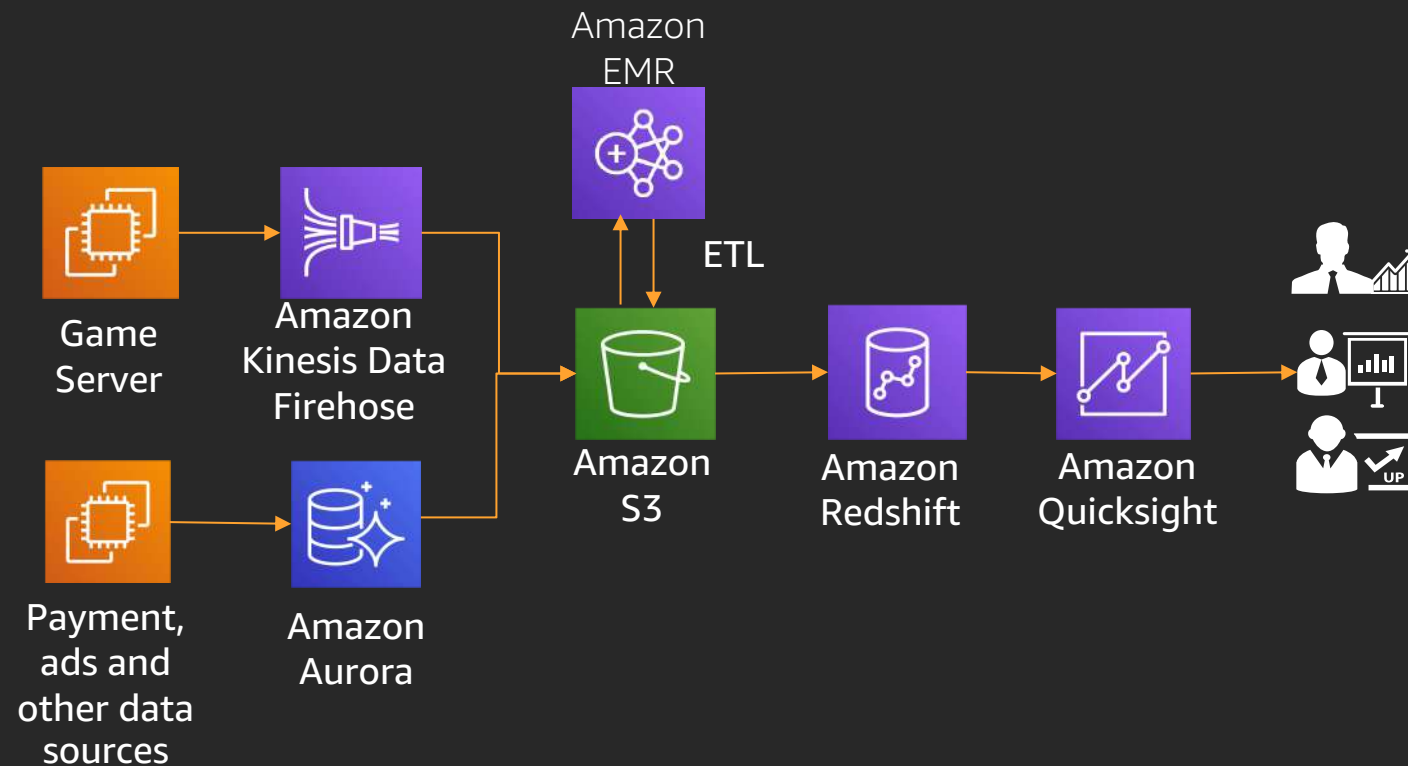 Amazon
EMR
ETL
Game
Server
Amazon
Kinesis Data
Firehose
Amazon
S3
Amazon
Redshift
Amazon
Quicksight
UP
Payment,
ads and
other data
sources
Amazon
Aurora